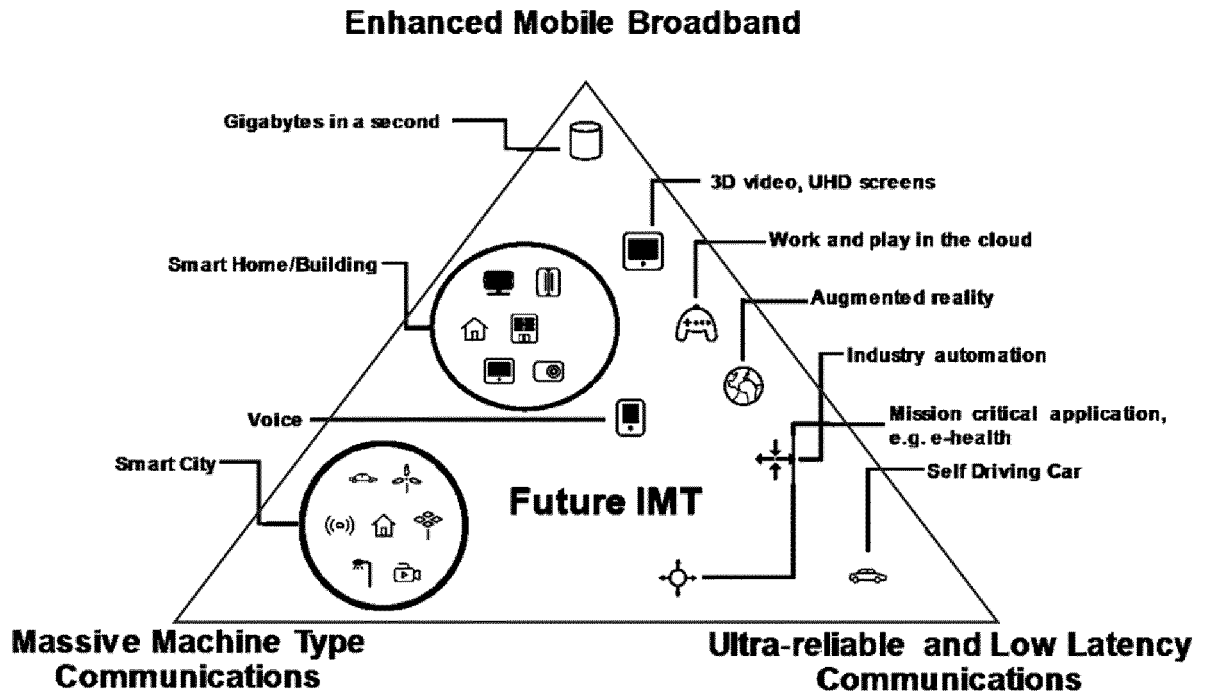 Enhanced Mobile Broadband
Gigabytes in a second
3D video, UHD screens
Work and play in the cloud
Smart Home/Building
Augmented reality
Industry automation
Voice
Mission critical application,
e.g. e-health
Smart City
Self Driving Car
Future IMT
Massive Machine Type
Communications
Ultra-reliable and Low Latency
Communications